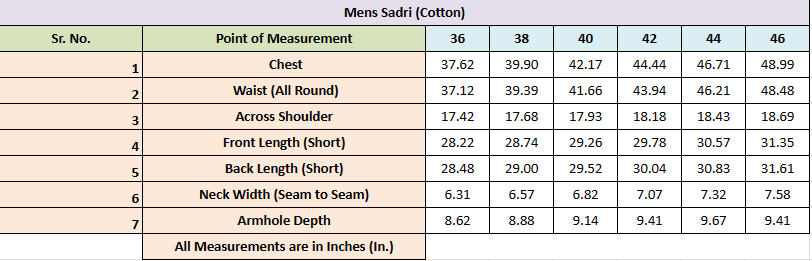 Mens Sadri (Cotton)
Sr. No. Point of Measurement 36 38 40 42 44 46
1 Chest 37.62 39.90 42.17 44.44 46.71 48.99
2 Waist (All Round) 37.12 39.39 41.66 43.94 46.21 48.48
3 Across Shoulder 17.42 17.68 17.93 18.18 18.43 18.69
4 Front Length (Short) 28.22 28.74 29.26 29.78 30.57 31.35
5 Back Length (Short) 28.48 29.00 29.52 30.04 30.83 31.61
6 Neck Width (Seam to Seam) 6.31 6.57 6.82 7.07 7.32 7.58
7 Armhole Depth 8.62 8.88 9.14 9.41 9.67 9.41
All Measurements are in Inches (In.)